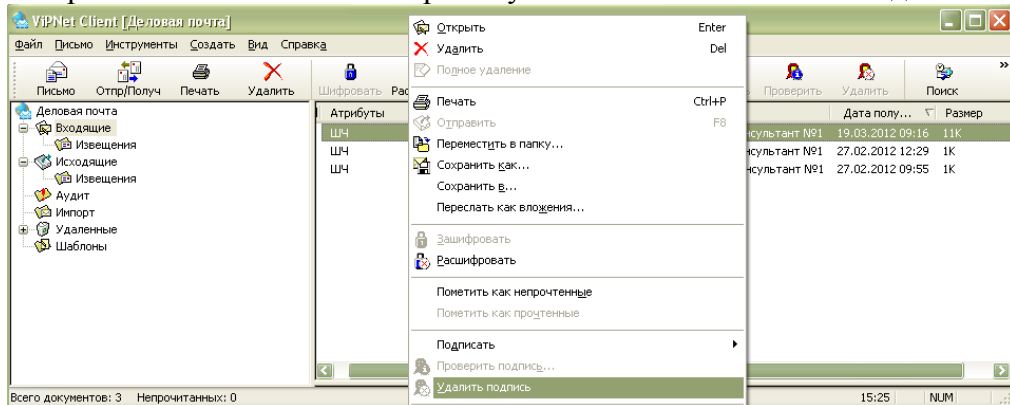 ViPNet Client [Деловая почта]
Файл Письмо Инструменты Создать Вид Справка
Письмо Отпр/Получ Печать Удалить Шифровать Проверить Удалить Поиск
Деловая почта
Входящие
Извещения
Исходящие
Извещения
Аудит
Импорт
Удаленные
Шаблоны
Атрибуты Дата полу... Размер
ШЧ нсультант №1 19.03.2012 09:16 11К
ШЧ нсультант №1 27.02.2012 12:29 1К
ШЧ нсультант №1 27.02.2012 09:55 1К
Открыть Enter
Удалить Del
Полное удаление
Печать Ctrl+P
Отправить F8
Переместить в папку...
Сохранить как...
Сохранить в...
Переслать как вложения...
Зашифровать
Расшифровать
Пометить как непрочтенные
Пометить как прочтенные
Подписать
Проверить подпись...
Удалить подпись
Всего документов: 3 Непрочитанных: 0 15:25 NUM